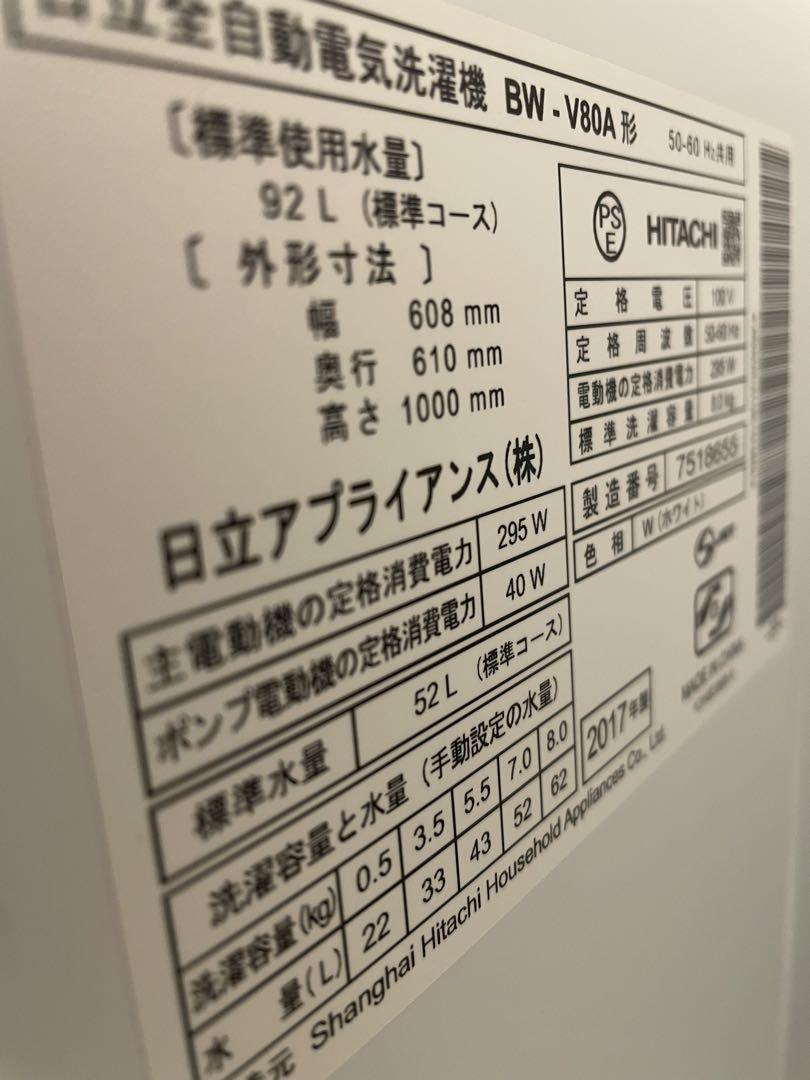 日立全自動電気洗濯機 BW-V80A形 50-60 Hz共用
〔標準使用水量〕
92 L (標準コース)
〔 外形寸法 〕
幅 608 mm
奥行 610 mm
高さ 1000 mm
日立アプライアンス(株)
PSE HITACHI
定格電圧 100V
定格周波数 50-60 Hz
電動機の定格消費電力 295 W
標準洗濯容量 8.0 kg
製造番号 7518655
色相 W (ホワイト)
主電動機の定格消費電力 295 W
ポンプ電動機の定格消費電力 40 W
標準水量 52 L (標準コース)
洗濯容量と水量 (手動設定の水量)
洗濯容量(kg) 0.5 3.5 5.5 7.0 8.0
水 量(L) 22 33 43 52 62
2017年製
MADE IN CHINA
Shanghai Hitachi Household Appliances Co., Ltd.